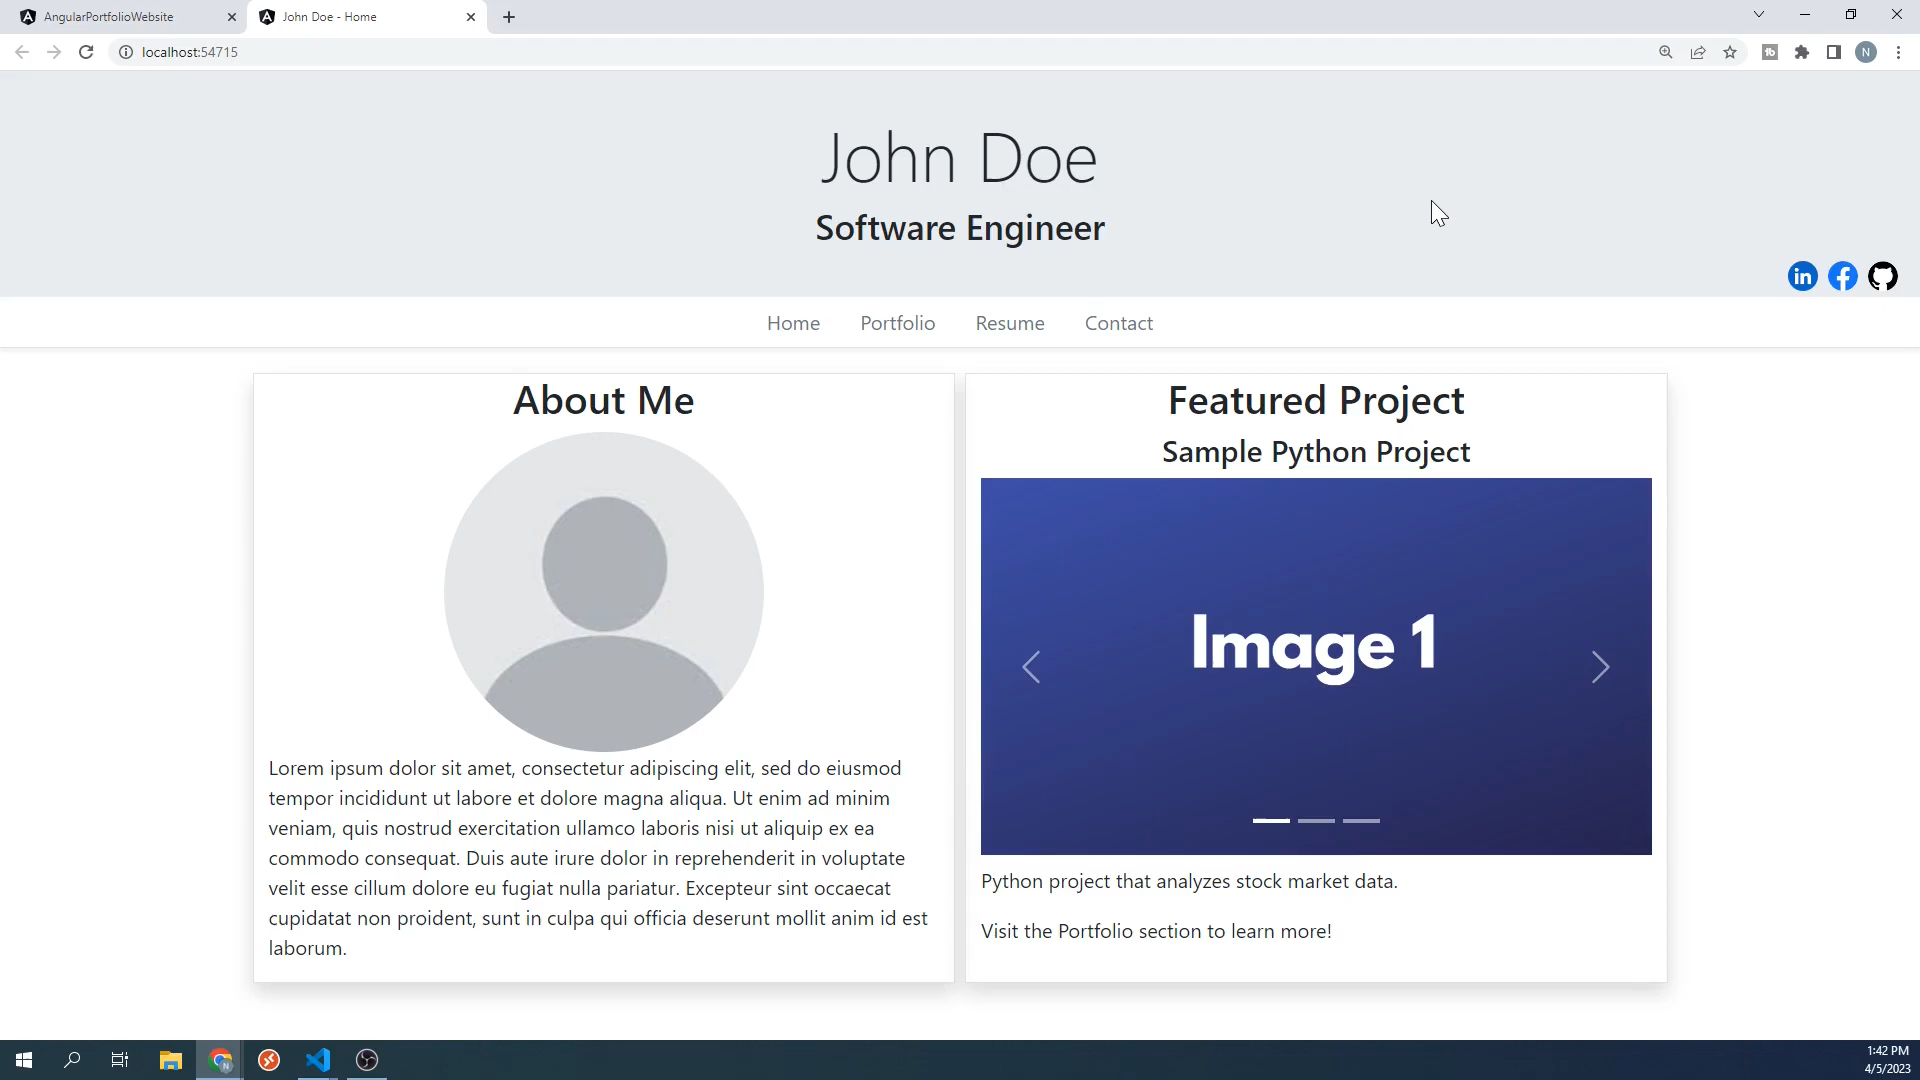 AngularPortfolioWebsite
John Doe - Home
localhost:54715
N
John Doe
Software Engineer
in
Home Portfolio Resume Contact
About Me
Lorem ipsum dolor sit amet, consectetur adipiscing elit, sed do eiusmod
tempor incididunt ut labore et dolore magna aliqua. Ut enim ad minim
veniam, quis nostrud exercitation ullamco laboris nisi ut aliquip ex ea
commodo consequat. Duis aute irure dolor in reprehenderit in voluptate
velit esse cillum dolore eu fugiat nulla pariatur. Excepteur sint occaecat
cupidatat non proident, sunt in culpa qui officia deserunt mollit anim id est
laborum.
Featured Project
Sample Python Project
Image 1
Python project that analyzes stock market data.
Visit the Portfolio section to learn more!
1:42 PM
4/5/2023